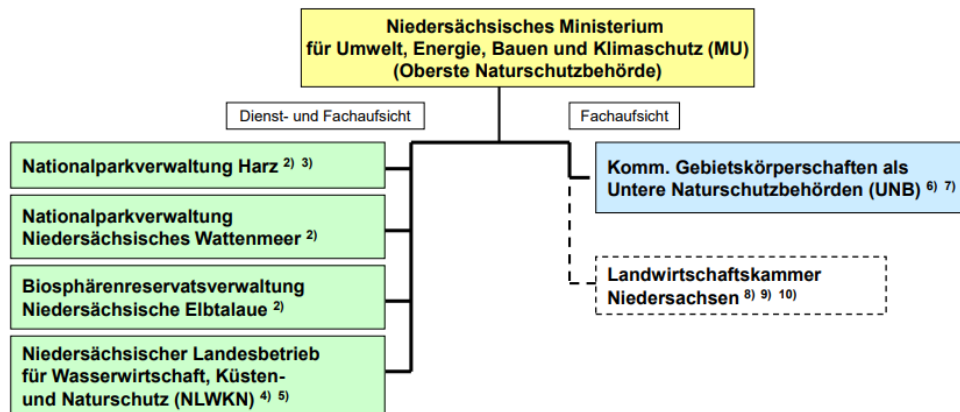 Niedersächsisches Ministerium
für Umwelt, Energie, Bauen und Klimaschutz (MU)
(Oberste Naturschutzbehörde)
Dienst- und Fachaufsicht
Fachaufsicht
Nationalparkverwaltung Harz 2) 3)
Nationalparkverwaltung
Niedersächsisches Wattenmeer 2)
Biosphärenreservatsverwaltung
Niedersächsische Elbtalaue 2)
Niedersächsischer Landesbetrieb
für Wasserwirtschaft, Küsten-
und Naturschutz (NLWKN) 4) 5)
Komm. Gebietskörperschaften als
Untere Naturschutzbehörden (UNB) 6) 7)
Landwirtschaftskammer
Niedersachsen 8) 9) 10)